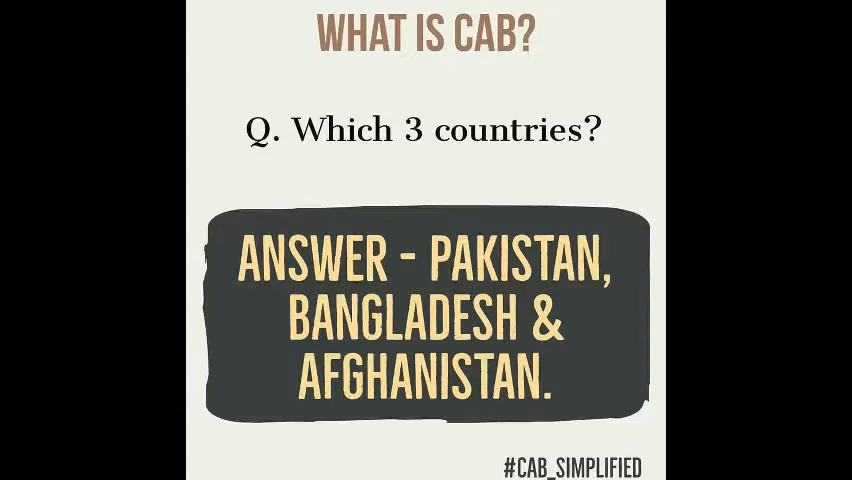 WHAT IS CAB?
Q. Which 3 countries?
ANSWER - PAKISTAN,
BANGLADESH &
AFGHANISTAN.
#CAB_SIMPLIFIED